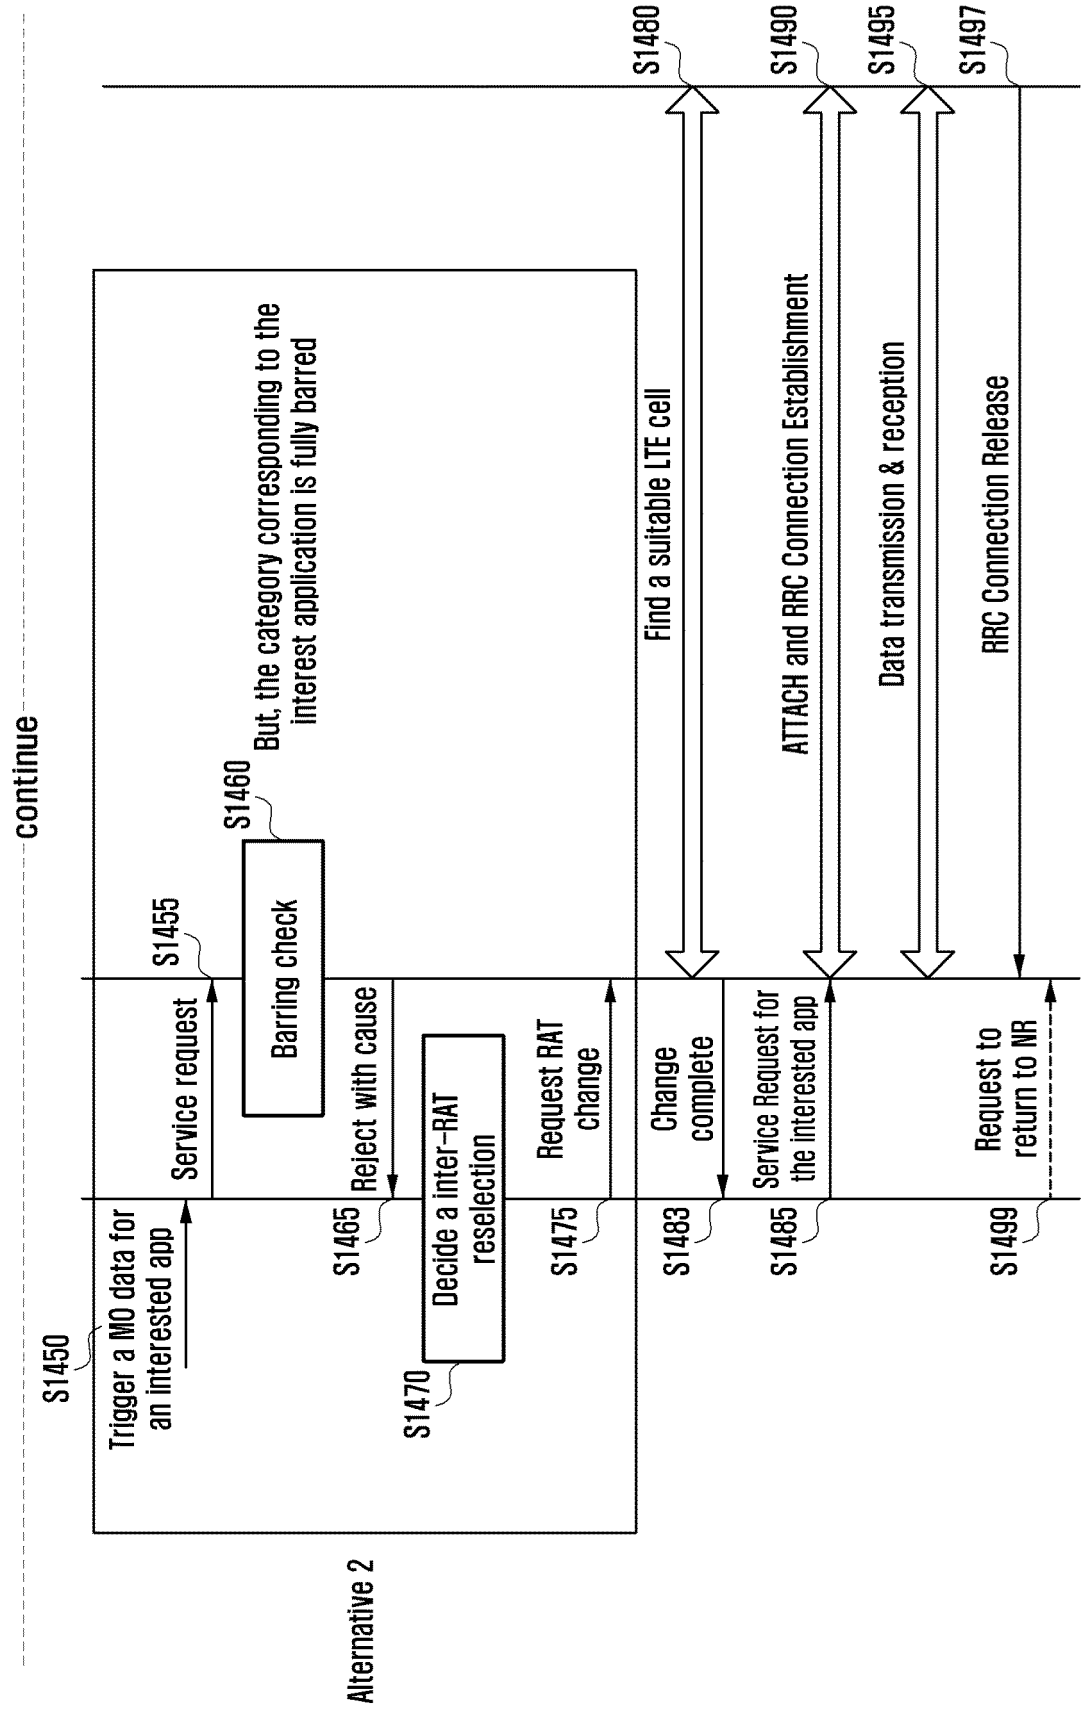 continue
S1450
Trigger a MO data for
an interested app
Service request
S1455
Barring check
S1460
But, the category corresponding to the
interest application is fully barred
Alternative 2
Reject with cause
S1465
S1470
Decide a inter-RAT
reselection
Request RAT
change
S1475
Find a suitable LTE cell
S1480
Change
complete
S1483
Service Request for
the interested app
S1485
ATTACH and RRC Connection Establishment
S1490
Data transmission & reception
S1495
RRC Connection Release
S1497
Request to
return to NR
S1499